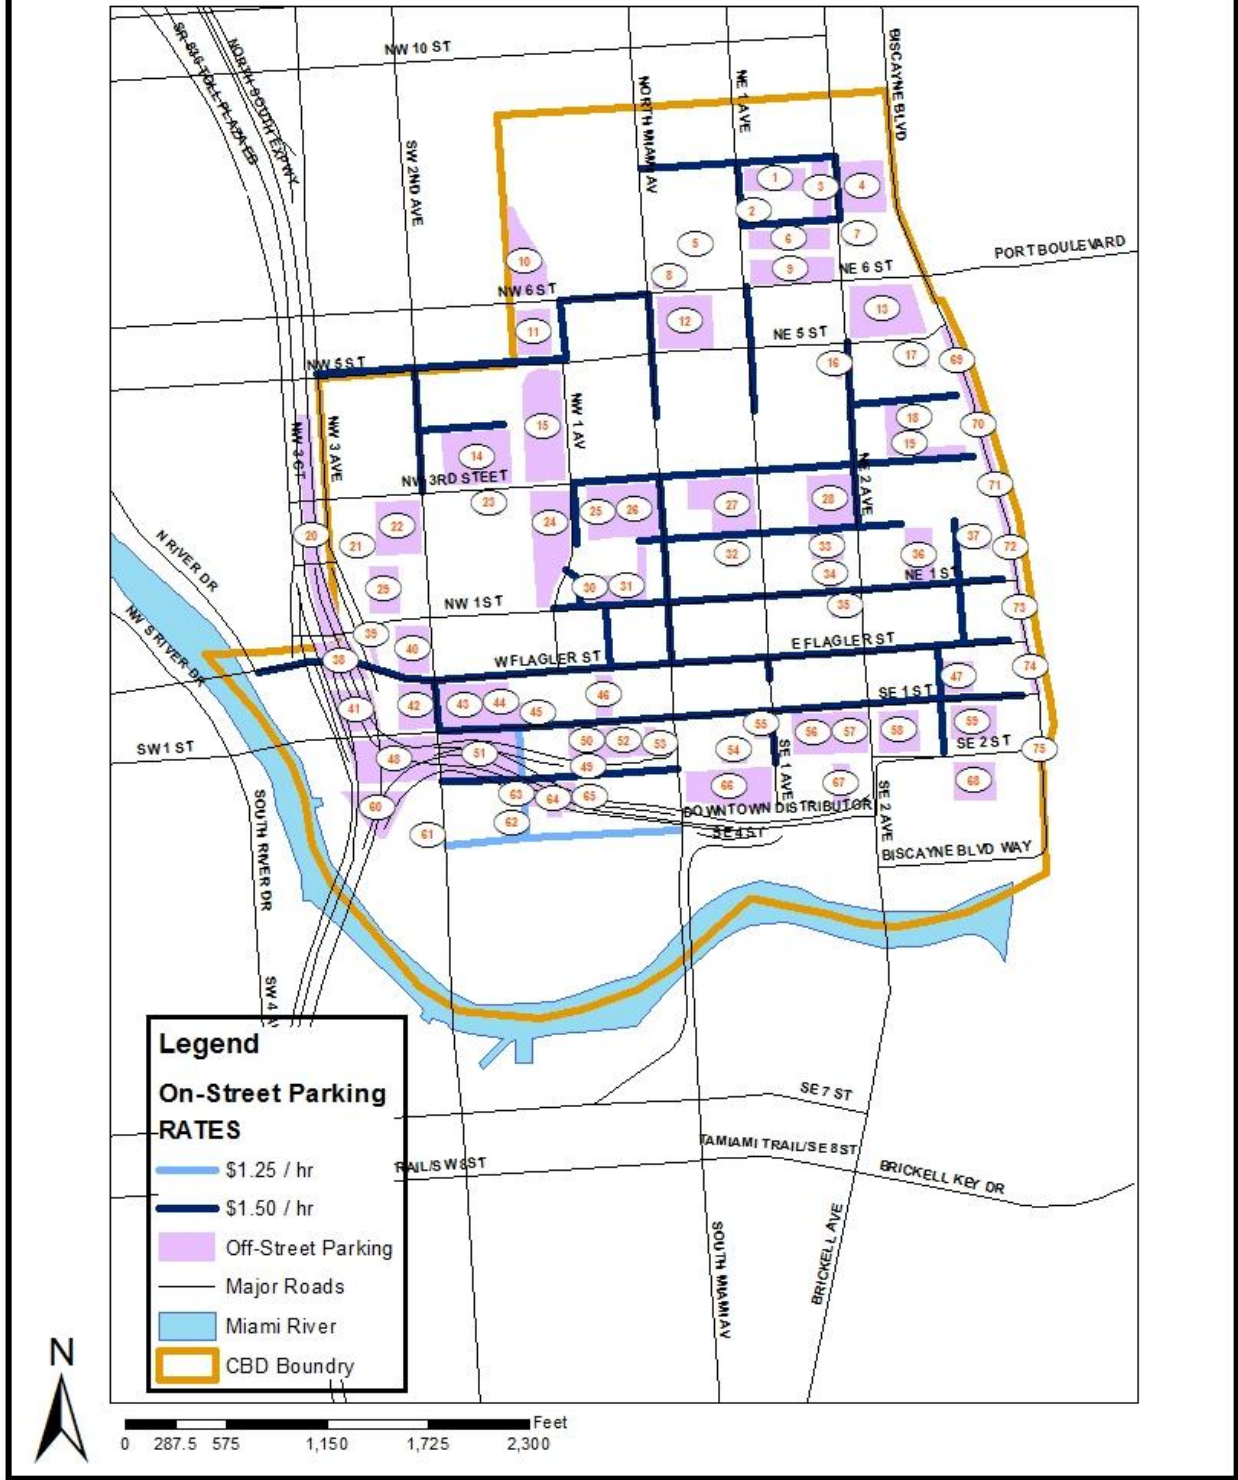 NW 10 ST
SR 836 TOLL PLAZA EB
NORTH SOUTH EXPWY
SW 2ND AVE
NORTH MIAMI AV
NE 1 AVE
BISCAYNE BLVD
1
3
4
2
5
6
7
8
9
10
NE 6 ST
PORT BOULEVARD
NW 6 ST
11
12
13
NE 5 ST
NW 5 ST
16
17
69
NW 3 CT
NW 3 AVE
NW 1 AV
15
18
70
14
19
NW 3RD STEET
NE 2 AVE
71
23
25
26
27
28
24
22
20
21
32
33
36
37
72
N RIVER DR
29
30
31
34
NE 1 ST
NW 1 ST
35
73
NW S RIVER DR
39
40
E FLAGLER ST
W FLAGLER ST
38
74
47
46
SE 1 ST
41
42
43
44
45
55
56
57
58
59
SW 1 ST
50
52
53
54
SE 2 ST
75
48
51
49
SE 1 AVE
66
67
68
SOUTH RIVER DR
63
64
65
60
62
61
DOWNTOWN DISTRIBUTOR
SE 2 AVE
SE 4 ST
BISCAYNE BLVD WAY
SW 4 A
Legend
On-Street Parking
RATES
$1.25 / hr
$1.50 / hr
Off-Street Parking
Major Roads
Miami River
CBD Boundry
SE 7 ST
TAMIAMI TRAIL/SE 8 ST
RAIL/SW 8 ST
BRICKELL KEY DR
SOUTH MIAMI AV
BRICKELL AVE
N
Feet
0 287.5 575 1,150 1,725 2,300